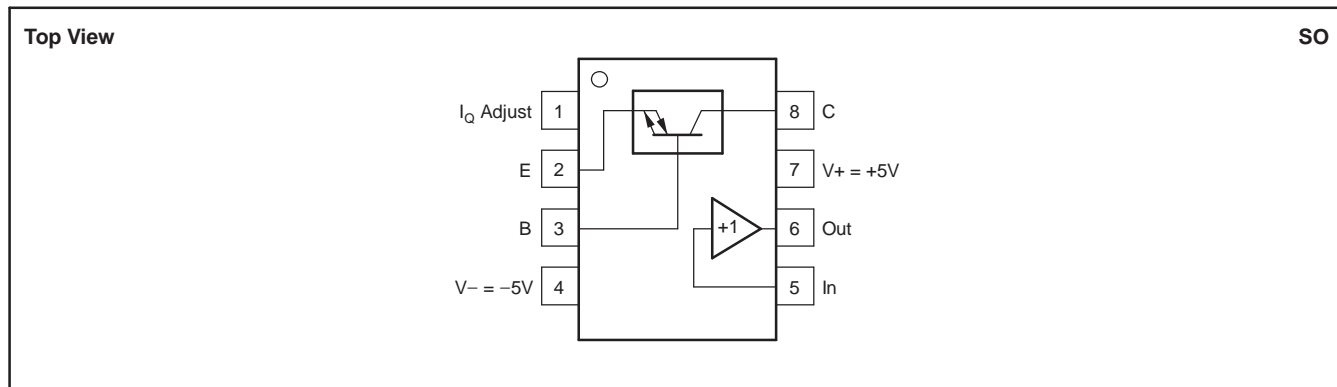 Top View
SO
I_Q Adjust 1
8 C
E 2
7 V+ = +5V
B 3
+1
6 Out
V− = −5V 4
5 In